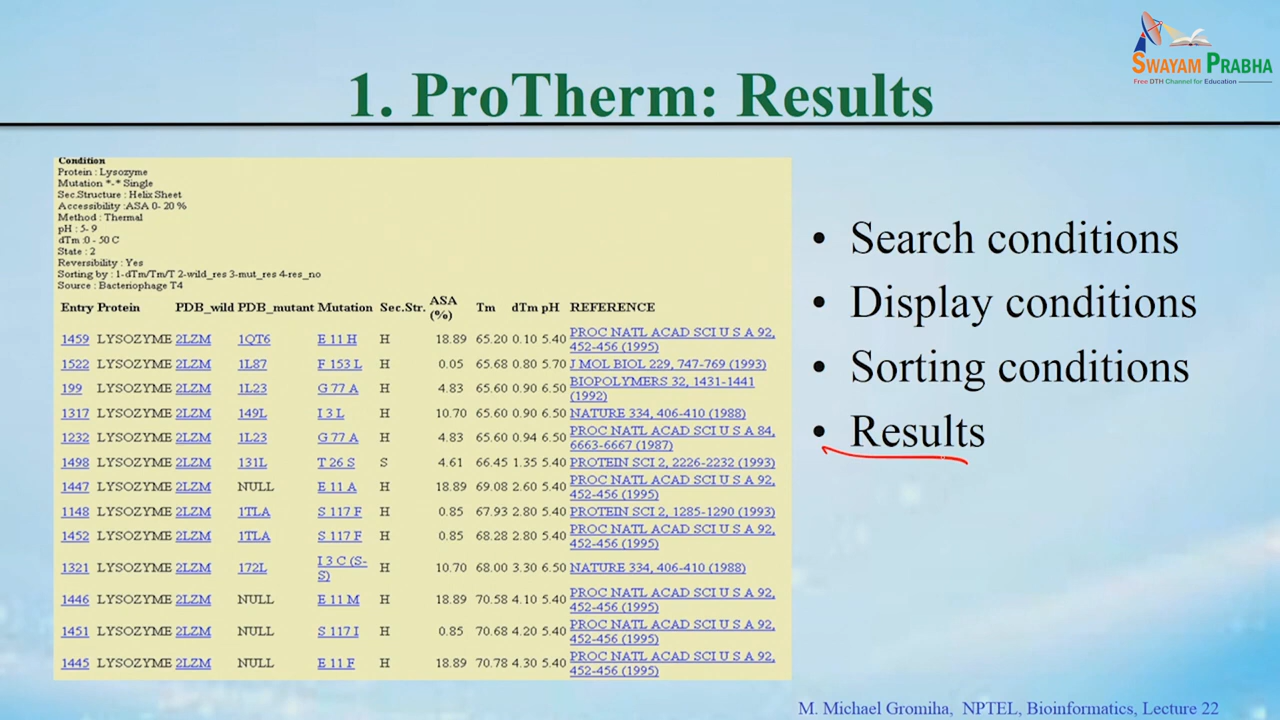 SWAYAM PRABHA
Free DTH Channel for Education
1. ProTherm: Results
Condition
Protein : Lysozyme
Mutation *-* Single
Sec.Structure : Helix Sheet
Accessibility :ASA 0- 20 %
Method : Thermal
pH : 5- 9
dTm :0 - 50 C
State : 2
Reversibility : Yes
Sorting by : 1-dTm/Tm/T 2-wild_res 3-mut_res 4-res_no
Source : Bacteriophage T4
Entry Protein PDB_wild PDB_mutant Mutation Sec.Str. ASA (%) Tm dTm pH REFERENCE
1459 LYSOZYME 2LZM 1QT6 E 11 H H 18.89 65.20 0.10 5.40 PROC NATL ACAD SCI U S A 92,
452-456 (1995)
1522 LYSOZYME 2LZM 1L87 F 153 L H 0.05 65.68 0.80 5.70 J MOL BIOL 229, 747-769 (1993)
199 LYSOZYME 2LZM 1L23 G 77 A H 4.83 65.60 0.90 6.50 BIOPOLYMERS 32, 1431-1441
(1992)
1317 LYSOZYME 2LZM 149L I 3 L H 10.70 65.60 0.90 6.50 NATURE 334, 406-410 (1988)
1232 LYSOZYME 2LZM 1L23 G 77 A H 4.83 65.60 0.94 6.50 PROC NATL ACAD SCI U S A 84,
6663-6667 (1987)
1498 LYSOZYME 2LZM 131L T 26 S S 4.61 66.45 1.35 5.40 PROTEIN SCI 2, 2226-2232 (1993)
1447 LYSOZYME 2LZM NULL E 11 A H 18.89 69.08 2.60 5.40 PROC NATL ACAD SCI U S A 92,
452-456 (1995)
1148 LYSOZYME 2LZM 1TLA S 117 F H 0.85 67.93 2.80 5.40 PROTEIN SCI 2, 1285-1290 (1993)
1452 LYSOZYME 2LZM 1TLA S 117 F H 0.85 68.28 2.80 5.40 PROC NATL ACAD SCI U S A 92,
452-456 (1995)
1321 LYSOZYME 2LZM 172L I 3 C (S-S) H 10.70 68.00 3.30 6.50 NATURE 334, 406-410 (1988)
1446 LYSOZYME 2LZM NULL E 11 M H 18.89 70.58 4.10 5.40 PROC NATL ACAD SCI U S A 92,
452-456 (1995)
1451 LYSOZYME 2LZM NULL S 117 I H 0.85 70.68 4.20 5.40 PROC NATL ACAD SCI U S A 92,
452-456 (1995)
1445 LYSOZYME 2LZM NULL E 11 F H 18.89 70.78 4.30 5.40 PROC NATL ACAD SCI U S A 92,
452-456 (1995)
• Search conditions
• Display conditions
• Sorting conditions
• Results
M. Michael Gromiha, NPTEL, Bioinformatics, Lecture 22